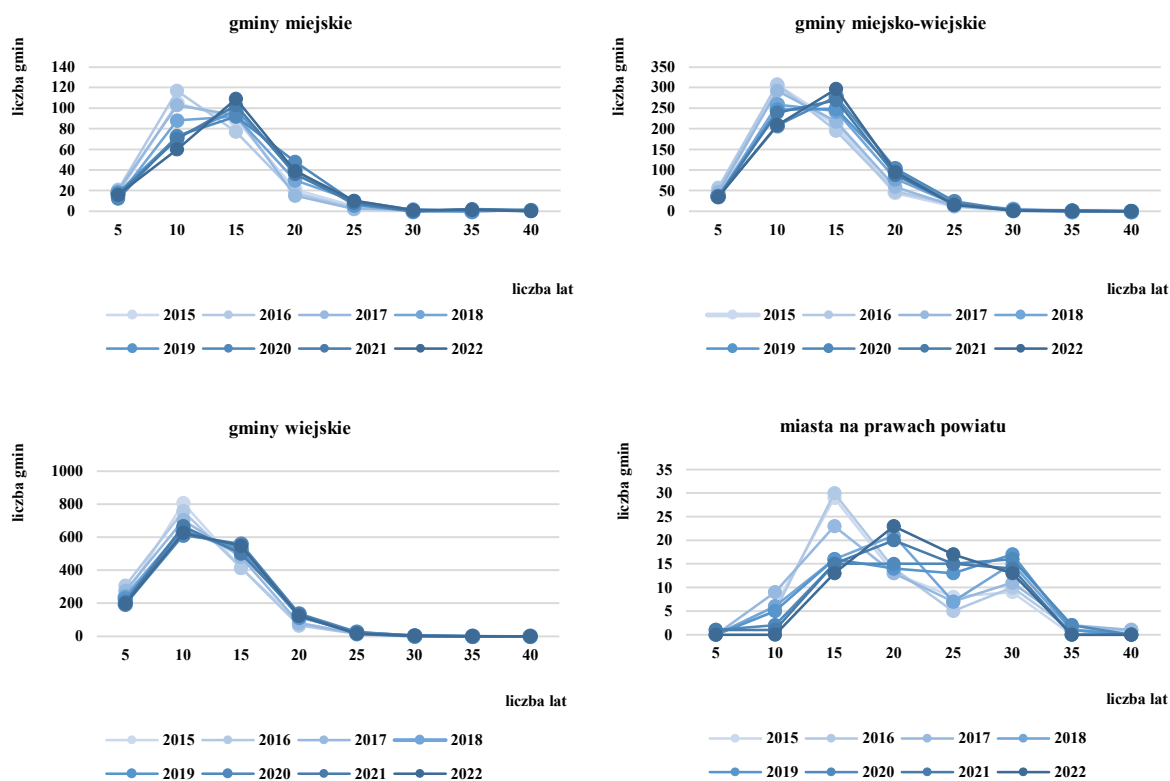 gminy miejskie
liczba gmin
140
120
100
80
60
40
20
0
5 10 15 20 25 30 35 40
liczba lat
2015 2016 2017 2018
2019 2020 2021 2022
gminy miejsko-wiejskie
liczba gmin
350
300
250
200
150
100
50
0
5 10 15 20 25 30 35 40
liczba lat
2015 2016 2017 2018
2019 2020 2021 2022
gminy wiejskie
liczba gmin
1000
800
600
400
200
0
5 10 15 20 25 30 35 40
liczba lat
2015 2016 2017 2018
2019 2020 2021 2022
miasta na prawach powiatu
liczba gmin
35
30
25
20
15
10
5
0
5 10 15 20 25 30 35 40
liczba lat
2015 2016 2017 2018
2019 2020 2021 2022